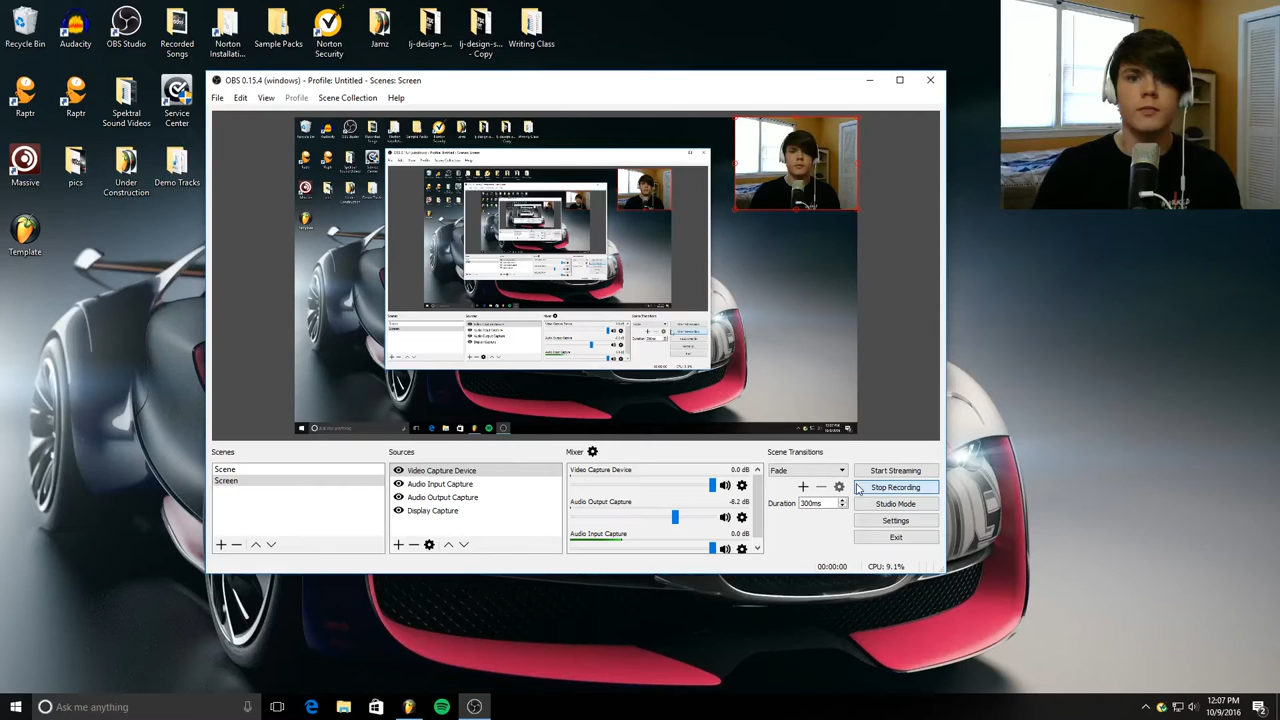 Recycle Bin
Audacity
OBS Studio
Recorded Songs
Norton Installati...
Sample Packs
Norton Security
Jamz
lj-design-s...
lj-design-s... - Copy
Writing Class
Raptr
Raptr
Spektral Sound Videos
Service Center
Massive
pics
Under Construction
Demo Tracks
Template
OBS 0.15.4 (windows) - Profile: Untitled - Scenes: Screen
File Edit View Profile Scene Collection Help
Scenes
Scene
Screen
Sources
Video Capture Device
Audio Input Capture
Audio Output Capture
Display Capture
Mixer
Video Capture Device 0.0 dB
Audio Output Capture -8.2 dB
Audio Input Capture 0.0 dB
Scene Transitions
Fade
Duration 300ms
Start Streaming
Stop Recording
Studio Mode
Settings
Exit
00:00:00 CPU: 9.1%
Ask me anything
12:07 PM
10/9/2016
2